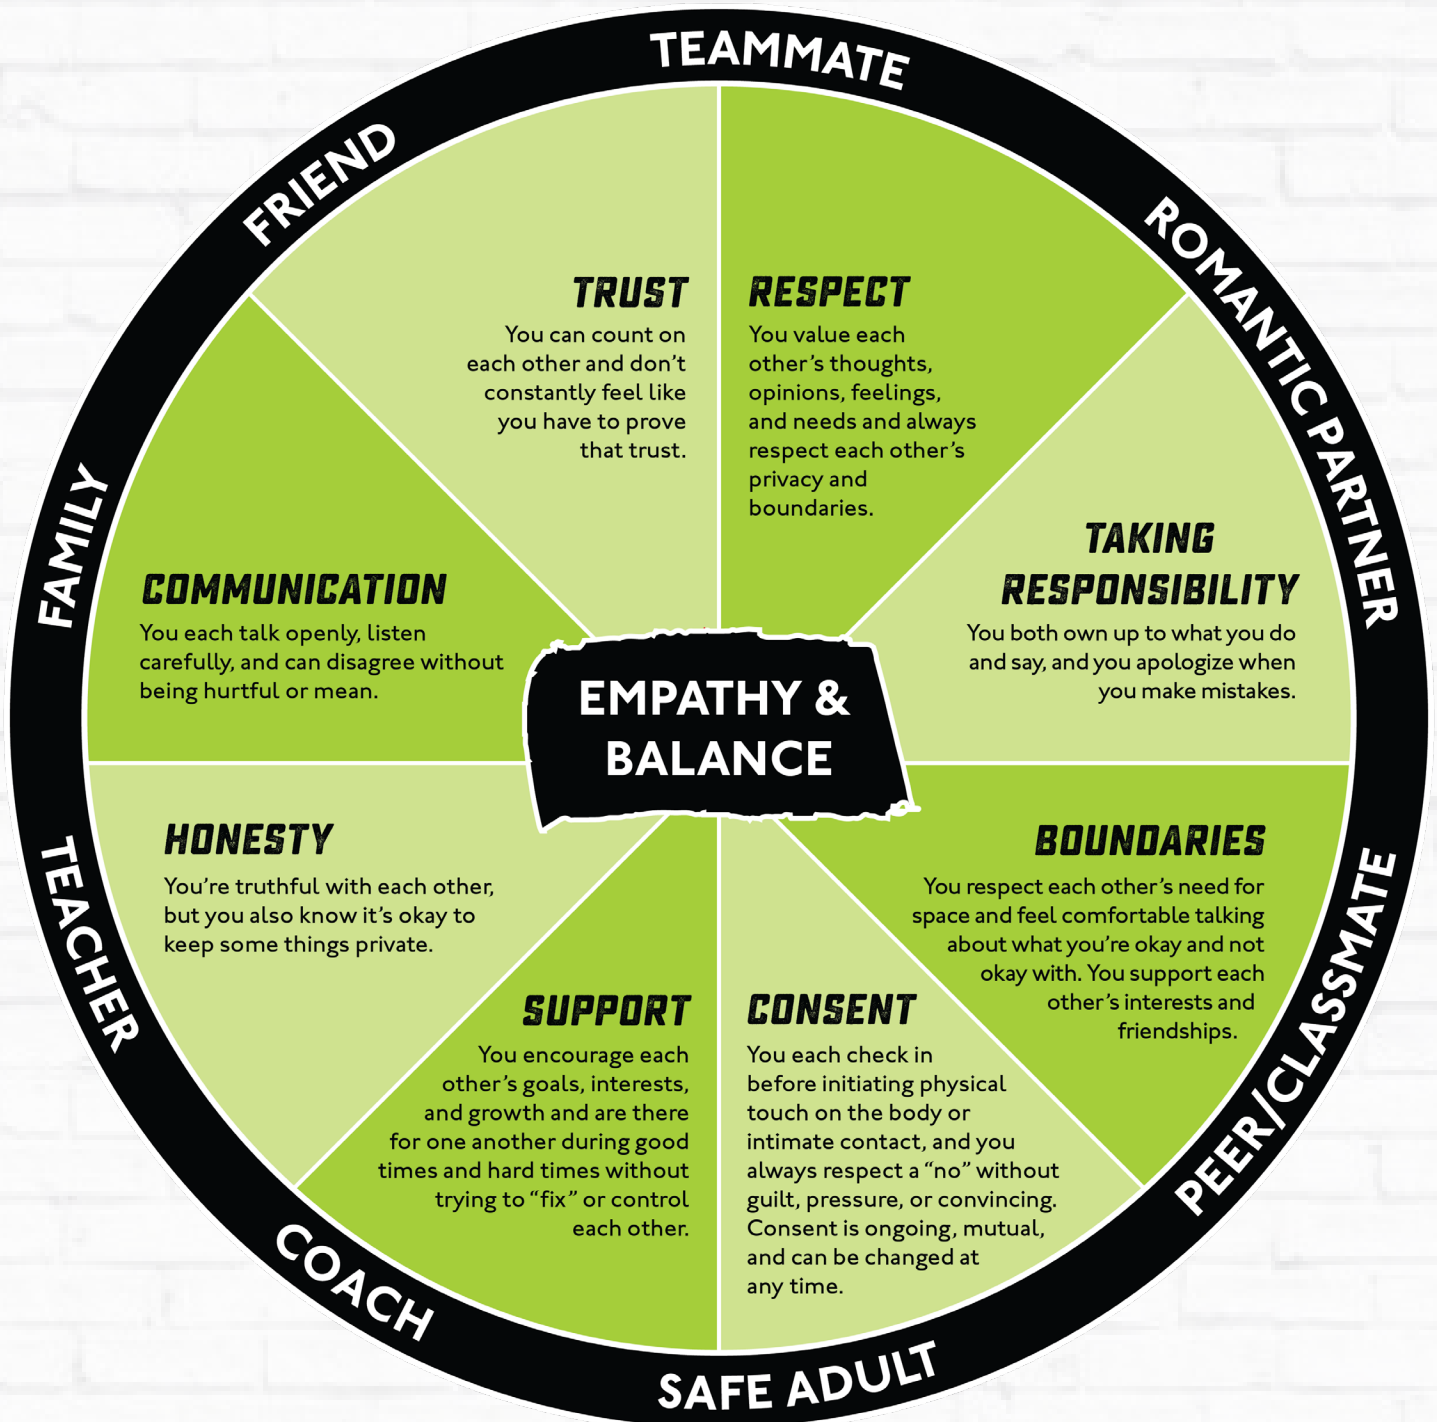 TEAMMATE
ROMANTIC PARTNER
PEER/CLASSMATE
SAFE ADULT
COACH
TEACHER
FAMILY
FRIEND
TRUST
You can count on
each other and don't
constantly feel like
you have to prove
that trust.
RESPECT
You value each
other's thoughts,
opinions, feelings,
and needs and always
respect each other's
privacy and
boundaries.
TAKING
RESPONSIBILITY
You both own up to what you do
and say, and you apologize when
you make mistakes.
BOUNDARIES
You respect each other's need for
space and feel comfortable talking
about what you're okay and not
okay with. You support each
other's interests and
friendships.
CONSENT
You each check in
before initiating physical
touch on the body or
intimate contact, and you
always respect a “no” without
guilt, pressure, or convincing.
Consent is ongoing, mutual,
and can be changed at
any time.
SUPPORT
You encourage each
other's goals, interests,
and growth and are there
for one another during good
times and hard times without
trying to “fix” or control
each other.
HONESTY
You're truthful with each other,
but you also know it's okay to
keep some things private.
COMMUNICATION
You each talk openly, listen
carefully, and can disagree without
being hurtful or mean.
EMPATHY &
BALANCE